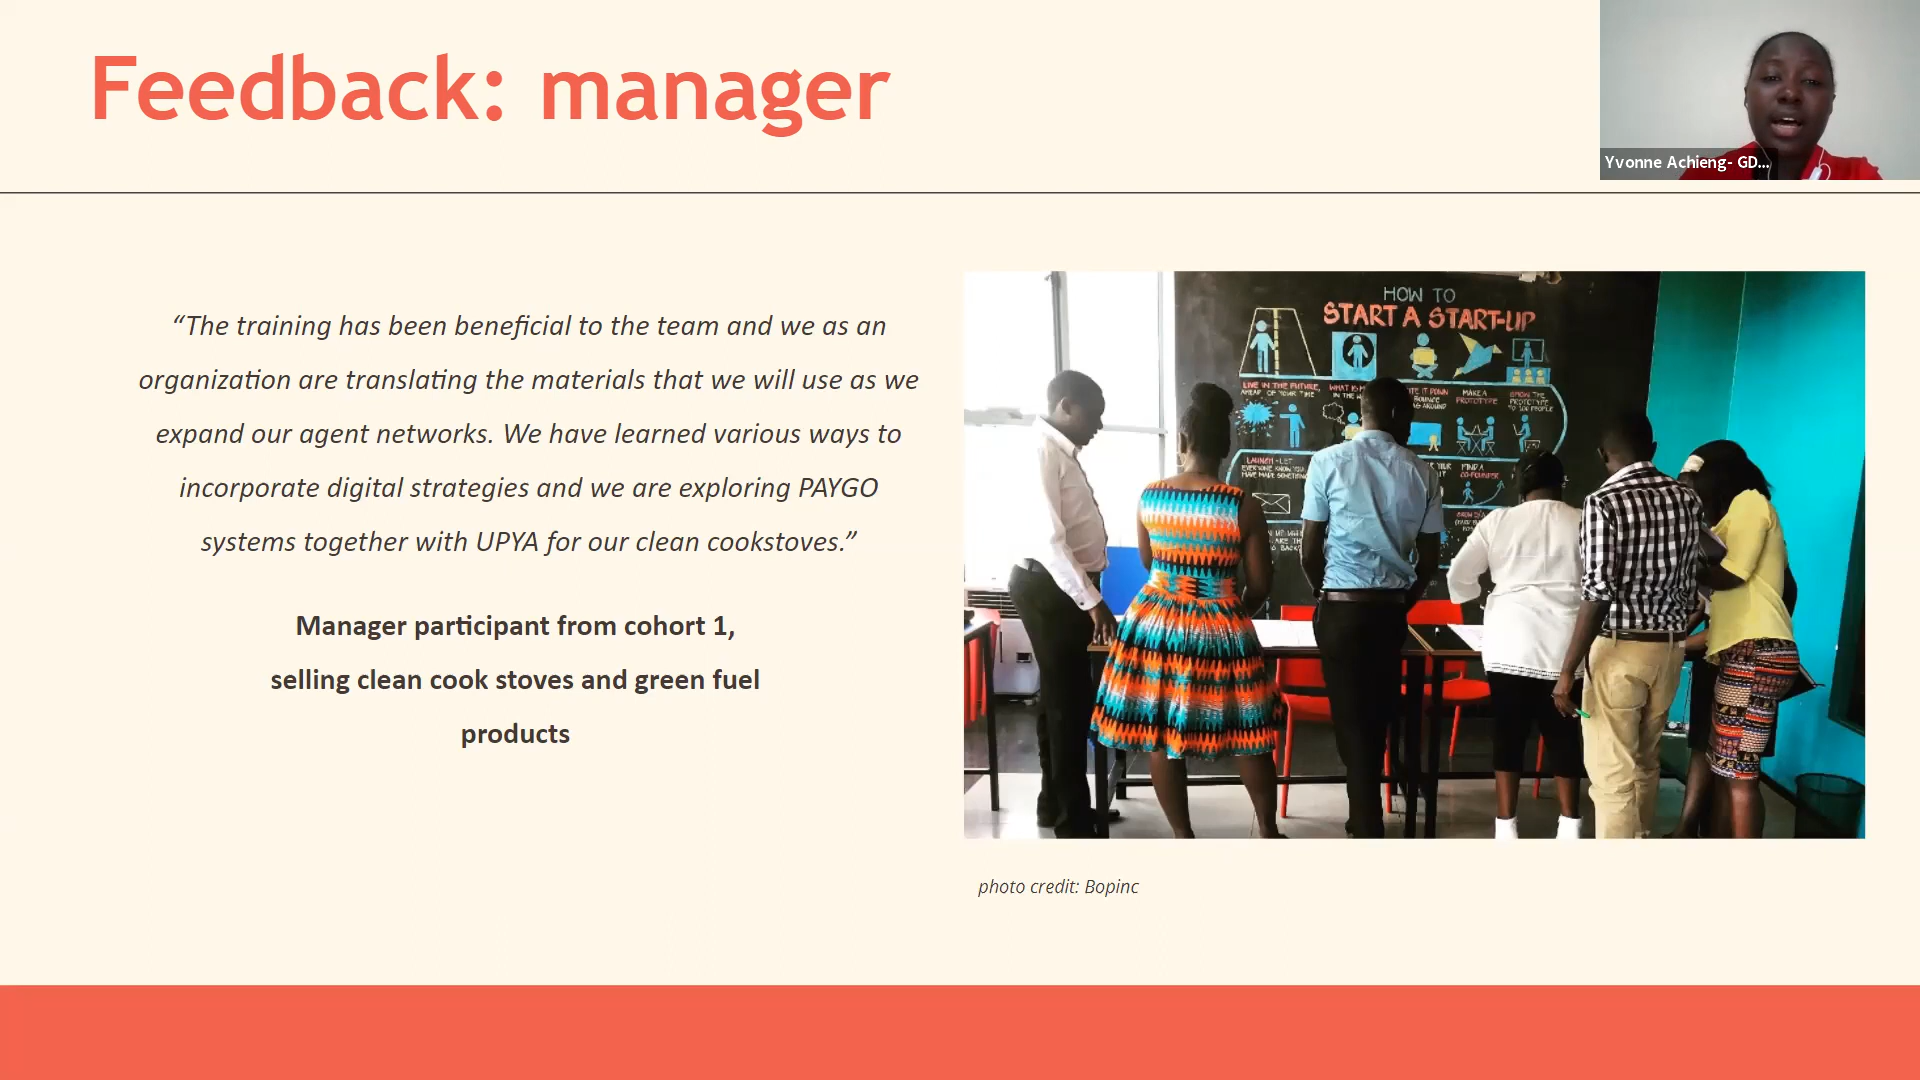 Feedback: manager
Yvonne Achieng- GD...
“The training has been beneficial to the team and we as an
organization are translating the materials that we will use as we
expand our agent networks. We have learned various ways to
incorporate digital strategies and we are exploring PAYGO
systems together with UPYA for our clean cookstoves.”
Manager participant from cohort 1,
selling clean cook stoves and green fuel
products
HOW TO
START A START-UP
LIVE IN THE FUTURE,
AHEAD OF YOUR TIME
WHAT IS
IN THE
IT DOWN
BOUNCE
AROUND
MAKE A
PROTOTYPE
SHOW THE
PROTOTYPE
TO 100 PEOPLE
LAUNCH - LET
EVERYONE KNOW YOU
HAVE MADE SOMETHING
YOUR
IT
FIND A
CO-FOUNDER
photo credit: Bopinc